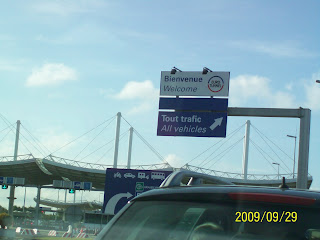 Bienvenue
Welcome
Tout trafic
All vehicles
2009/09/29